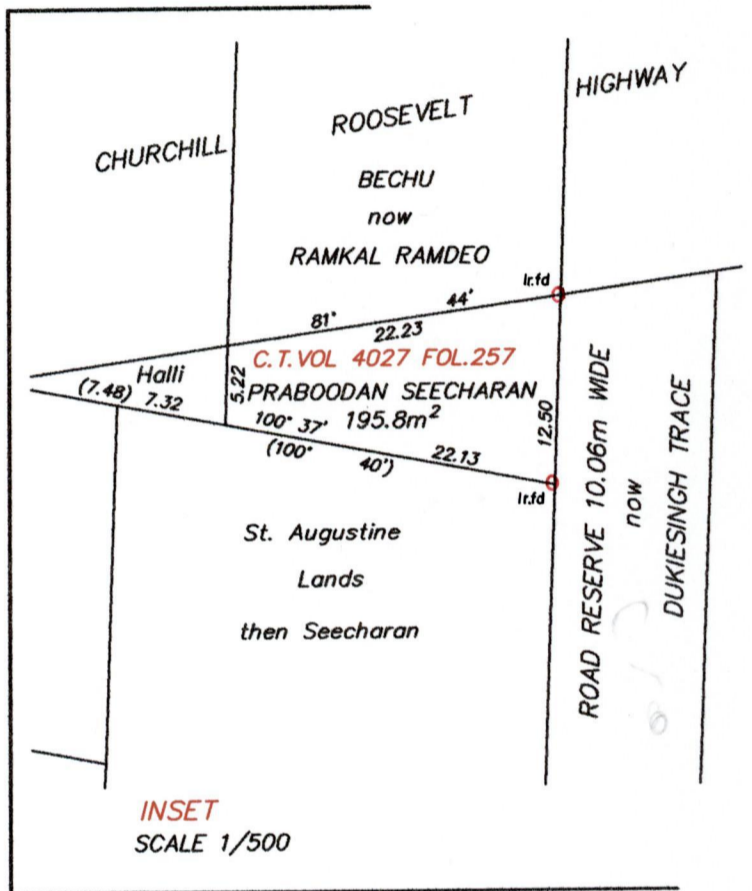 HIGHWAY
ROOSEVELT
CHURCHILL
BECHU
now
RAMKAL RAMDEO
Ir.fd
81° 44'
22.23
C.T.VOL 4027 FOL.257
Halli
5.22
PRABOODAN SEECHARAN
(7.48) 7.32
100° 37' 195.8m²
12.50
(100° 40') 22.13
Ir.fd
ROAD RESERVE 10.06m WIDE
now
DUKIESINGH TRACE
St. Augustine
Lands
then Seecharan
INSET
SCALE 1/500